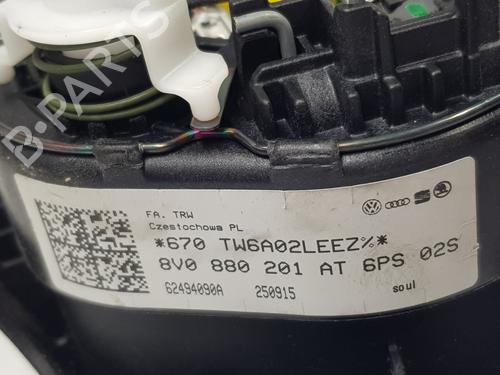 FA. TRW
Czestochowa PL
*670 TW6A02LEEZ%*
8V0 880 201 AT 6PS 02S
62494090A 250915 soul
B-PARTS